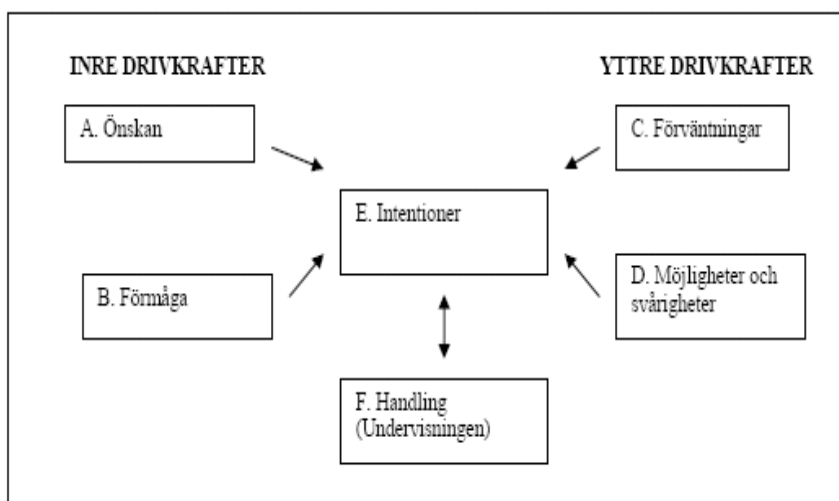 INRE DRIVKRAFTER
YTTRE DRIVKRAFTER
A. Önskan
C. Förväntningar
E. Intentioner
B. Förmåga
D. Möjligheter och
svårigheter
F. Handling
(Undervisningen)